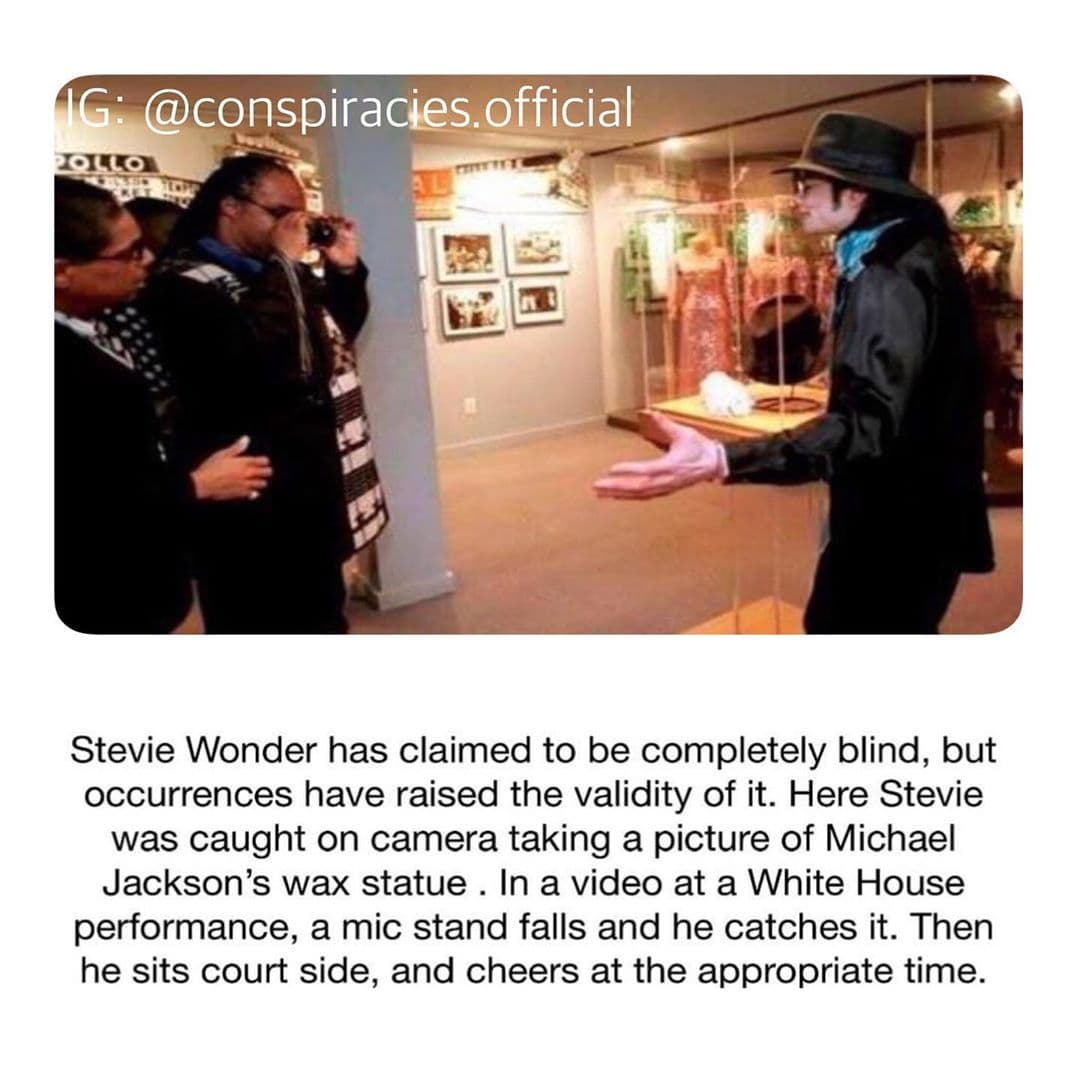 IG: @conspiracies.official
POLLO
Stevie Wonder has claimed to be completely blind, but
occurrences have raised the validity of it. Here Stevie
was caught on camera taking a picture of Michael
Jackson’s wax statue . In a video at a White House
performance, a mic stand falls and he catches it. Then
he sits court side, and cheers at the appropriate time.